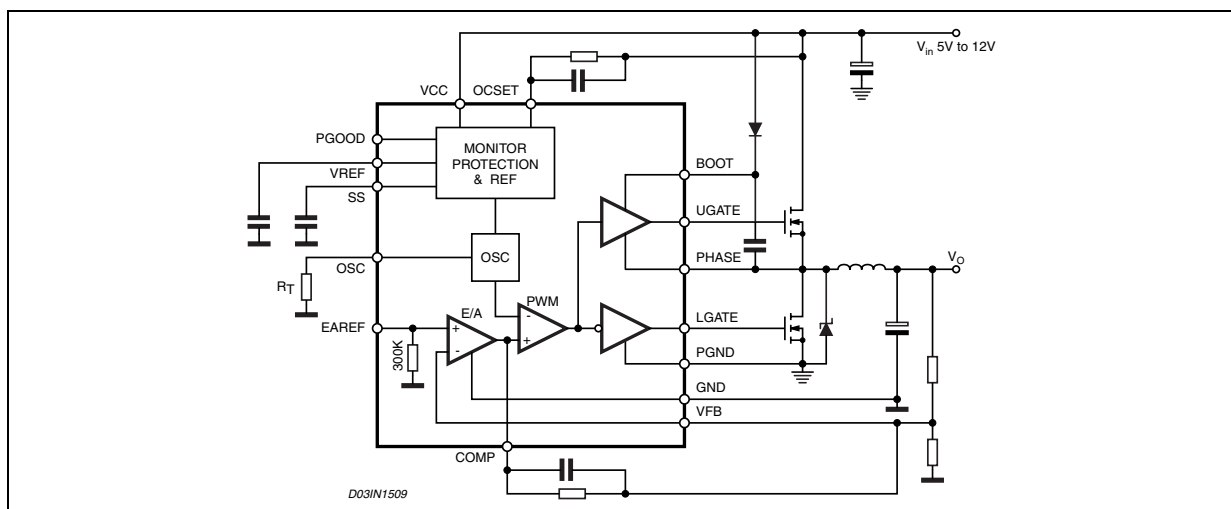 Vin 5V to 12V
VCC OCSET
PGOOD
MONITOR
PROTECTION
& REF
BOOT
VREF
SS
UGATE
OSC
PHASE
VO
OSC
RT
PWM
E/A
LGATE
EAREF
-
+
+
-
300K
PGND
GND
VFB
COMP
D03IN1509